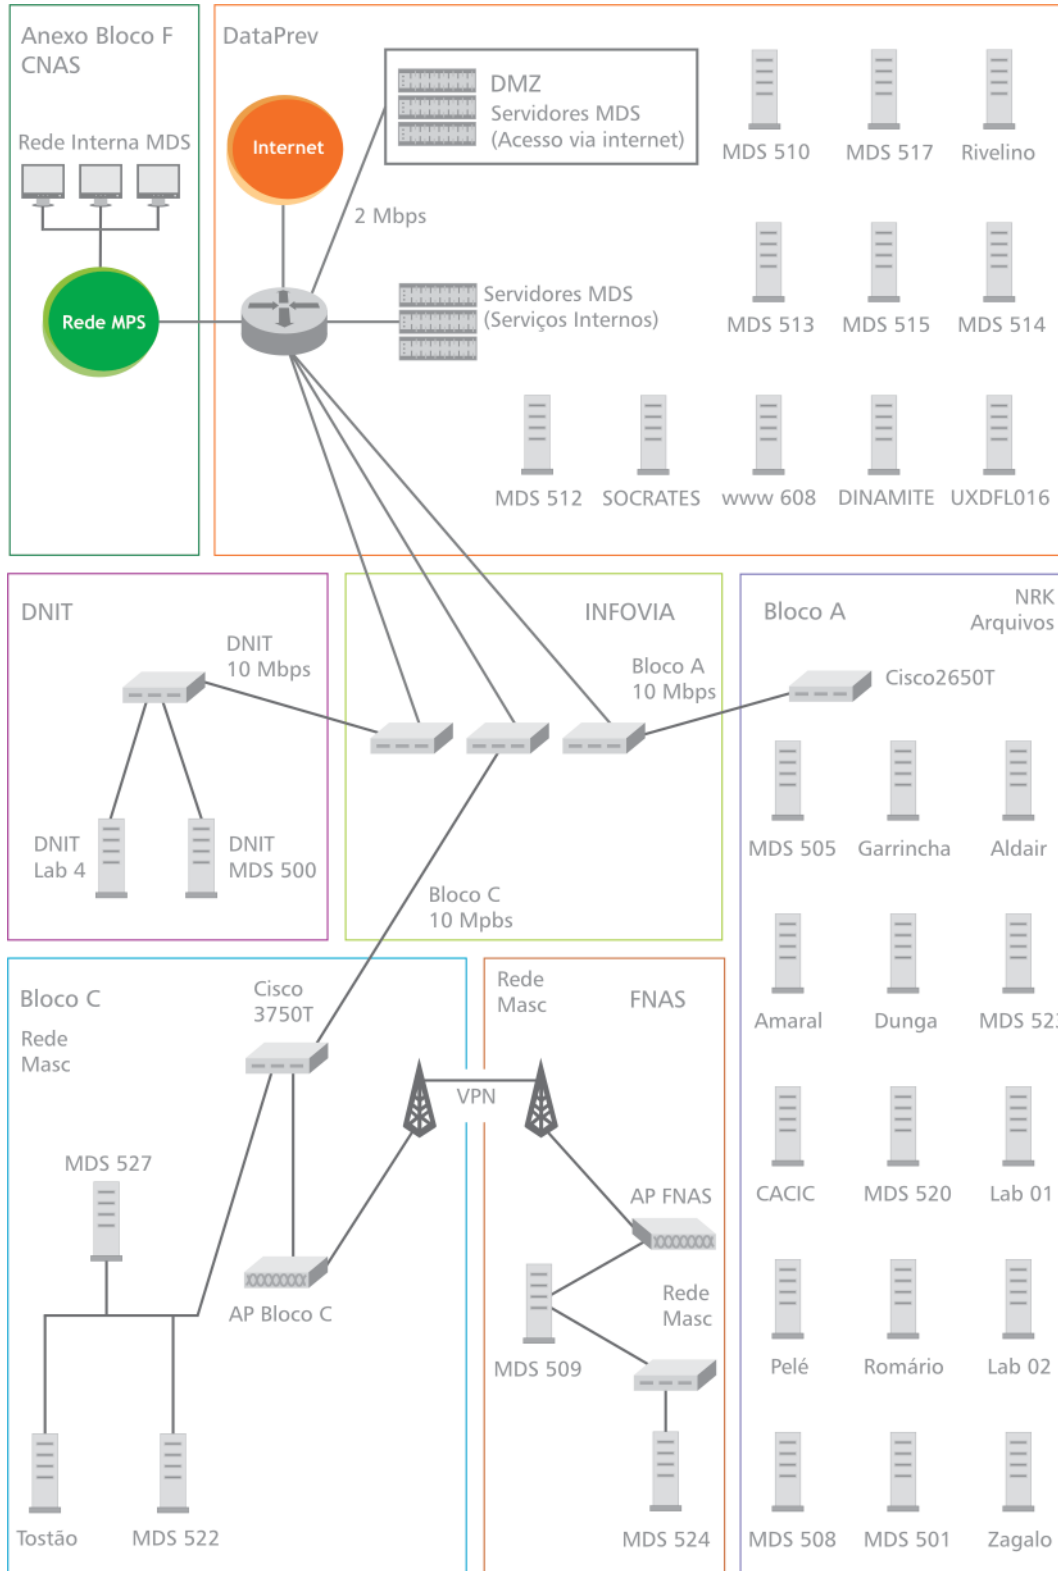 Anexo Bloco F
CNAS
Rede Interna MDS
Rede MPS
DataPrev
Internet
DMZ
Servidores MDS
(Acesso via internet)
2 Mbps
Servidores MDS
(Serviços Internos)
MDS 510
MDS 517
Rivelino
MDS 513
MDS 515
MDS 514
MDS 512
SOCRATES
www 608
DINAMITE
UXDFL016
DNIT
DNIT
10 Mbps
DNIT
Lab 4
DNIT
MDS 500
INFOVIA
Bloco A
10 Mbps
Bloco C
10 Mpbs
Bloco A
NRK
Arquivos
Cisco2650T
MDS 505
Garrincha
Aldair
Amaral
Dunga
MDS 523
CACIC
MDS 520
Lab 01
Pelé
Romário
Lab 02
MDS 508
MDS 501
Zagalo
Bloco C
Rede
Masc
Cisco
3750T
MDS 527
AP Bloco C
Tostão
MDS 522
VPN
Rede
Masc
FNAS
AP FNAS
Rede
Masc
MDS 509
MDS 524